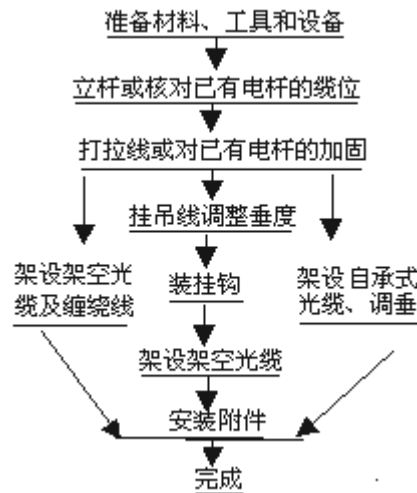 准备材料、工具和设备
立杆或核对已有电杆的缆位
打拉线或对已有电杆的加固
挂吊线调整垂度
架设架空光
缆及缠绕线
装挂钩
架设自承式
光缆、调垂
架设架空光缆
安装附件
完成